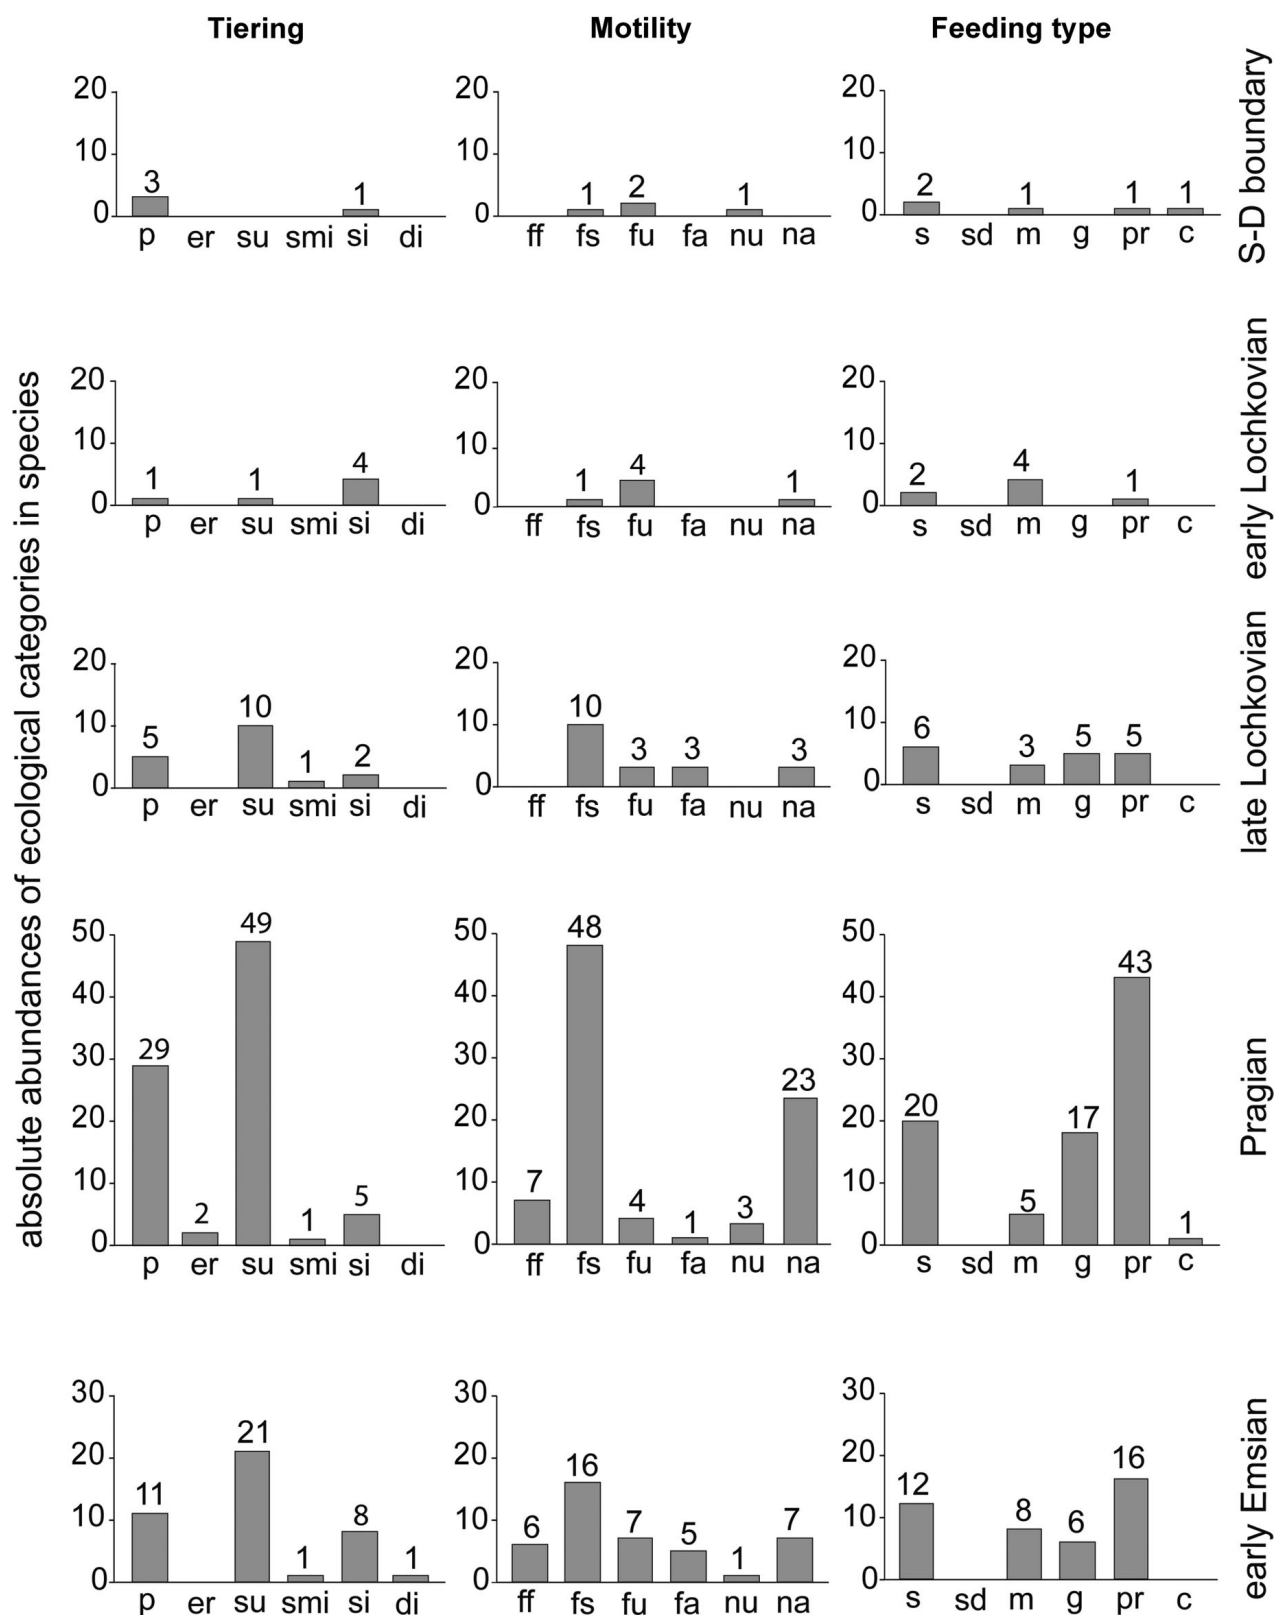 Tiering Motility Feeding type
absolute abundances of ecological categories in species
S-D boundary
20 20 20
10 10 10
3 1 1 2 1 2 1 1 1
0 0 0
p er su smi si di ff fs fu fa nu na s sd m g pr c
early Lochkovian
20 20 20
10 10 10
1 1 4 1 4 1 2 4 1
0 0 0
p er su smi si di ff fs fu fa nu na s sd m g pr c
late Lochkovian
20 20 20
10 10 10
5 10 1 2 10 3 3 3 6 3 5 5
0 0 0
p er su smi si di ff fs fu fa nu na s sd m g pr c
Pragian
50 50 50
40 40 40
30 30 30
20 20 20
10 10 10
29 2 49 1 5 7 48 4 1 3 23 20 5 17 43 1
0 0 0
p er su smi si di ff fs fu fa nu na s sd m g pr c
early Emsian
30 30 30
20 20 20
10 10 10
11 21 1 8 1 6 16 7 5 1 7 12 8 6 16
0 0 0
p er su smi si di ff fs fu fa nu na s sd m g pr c